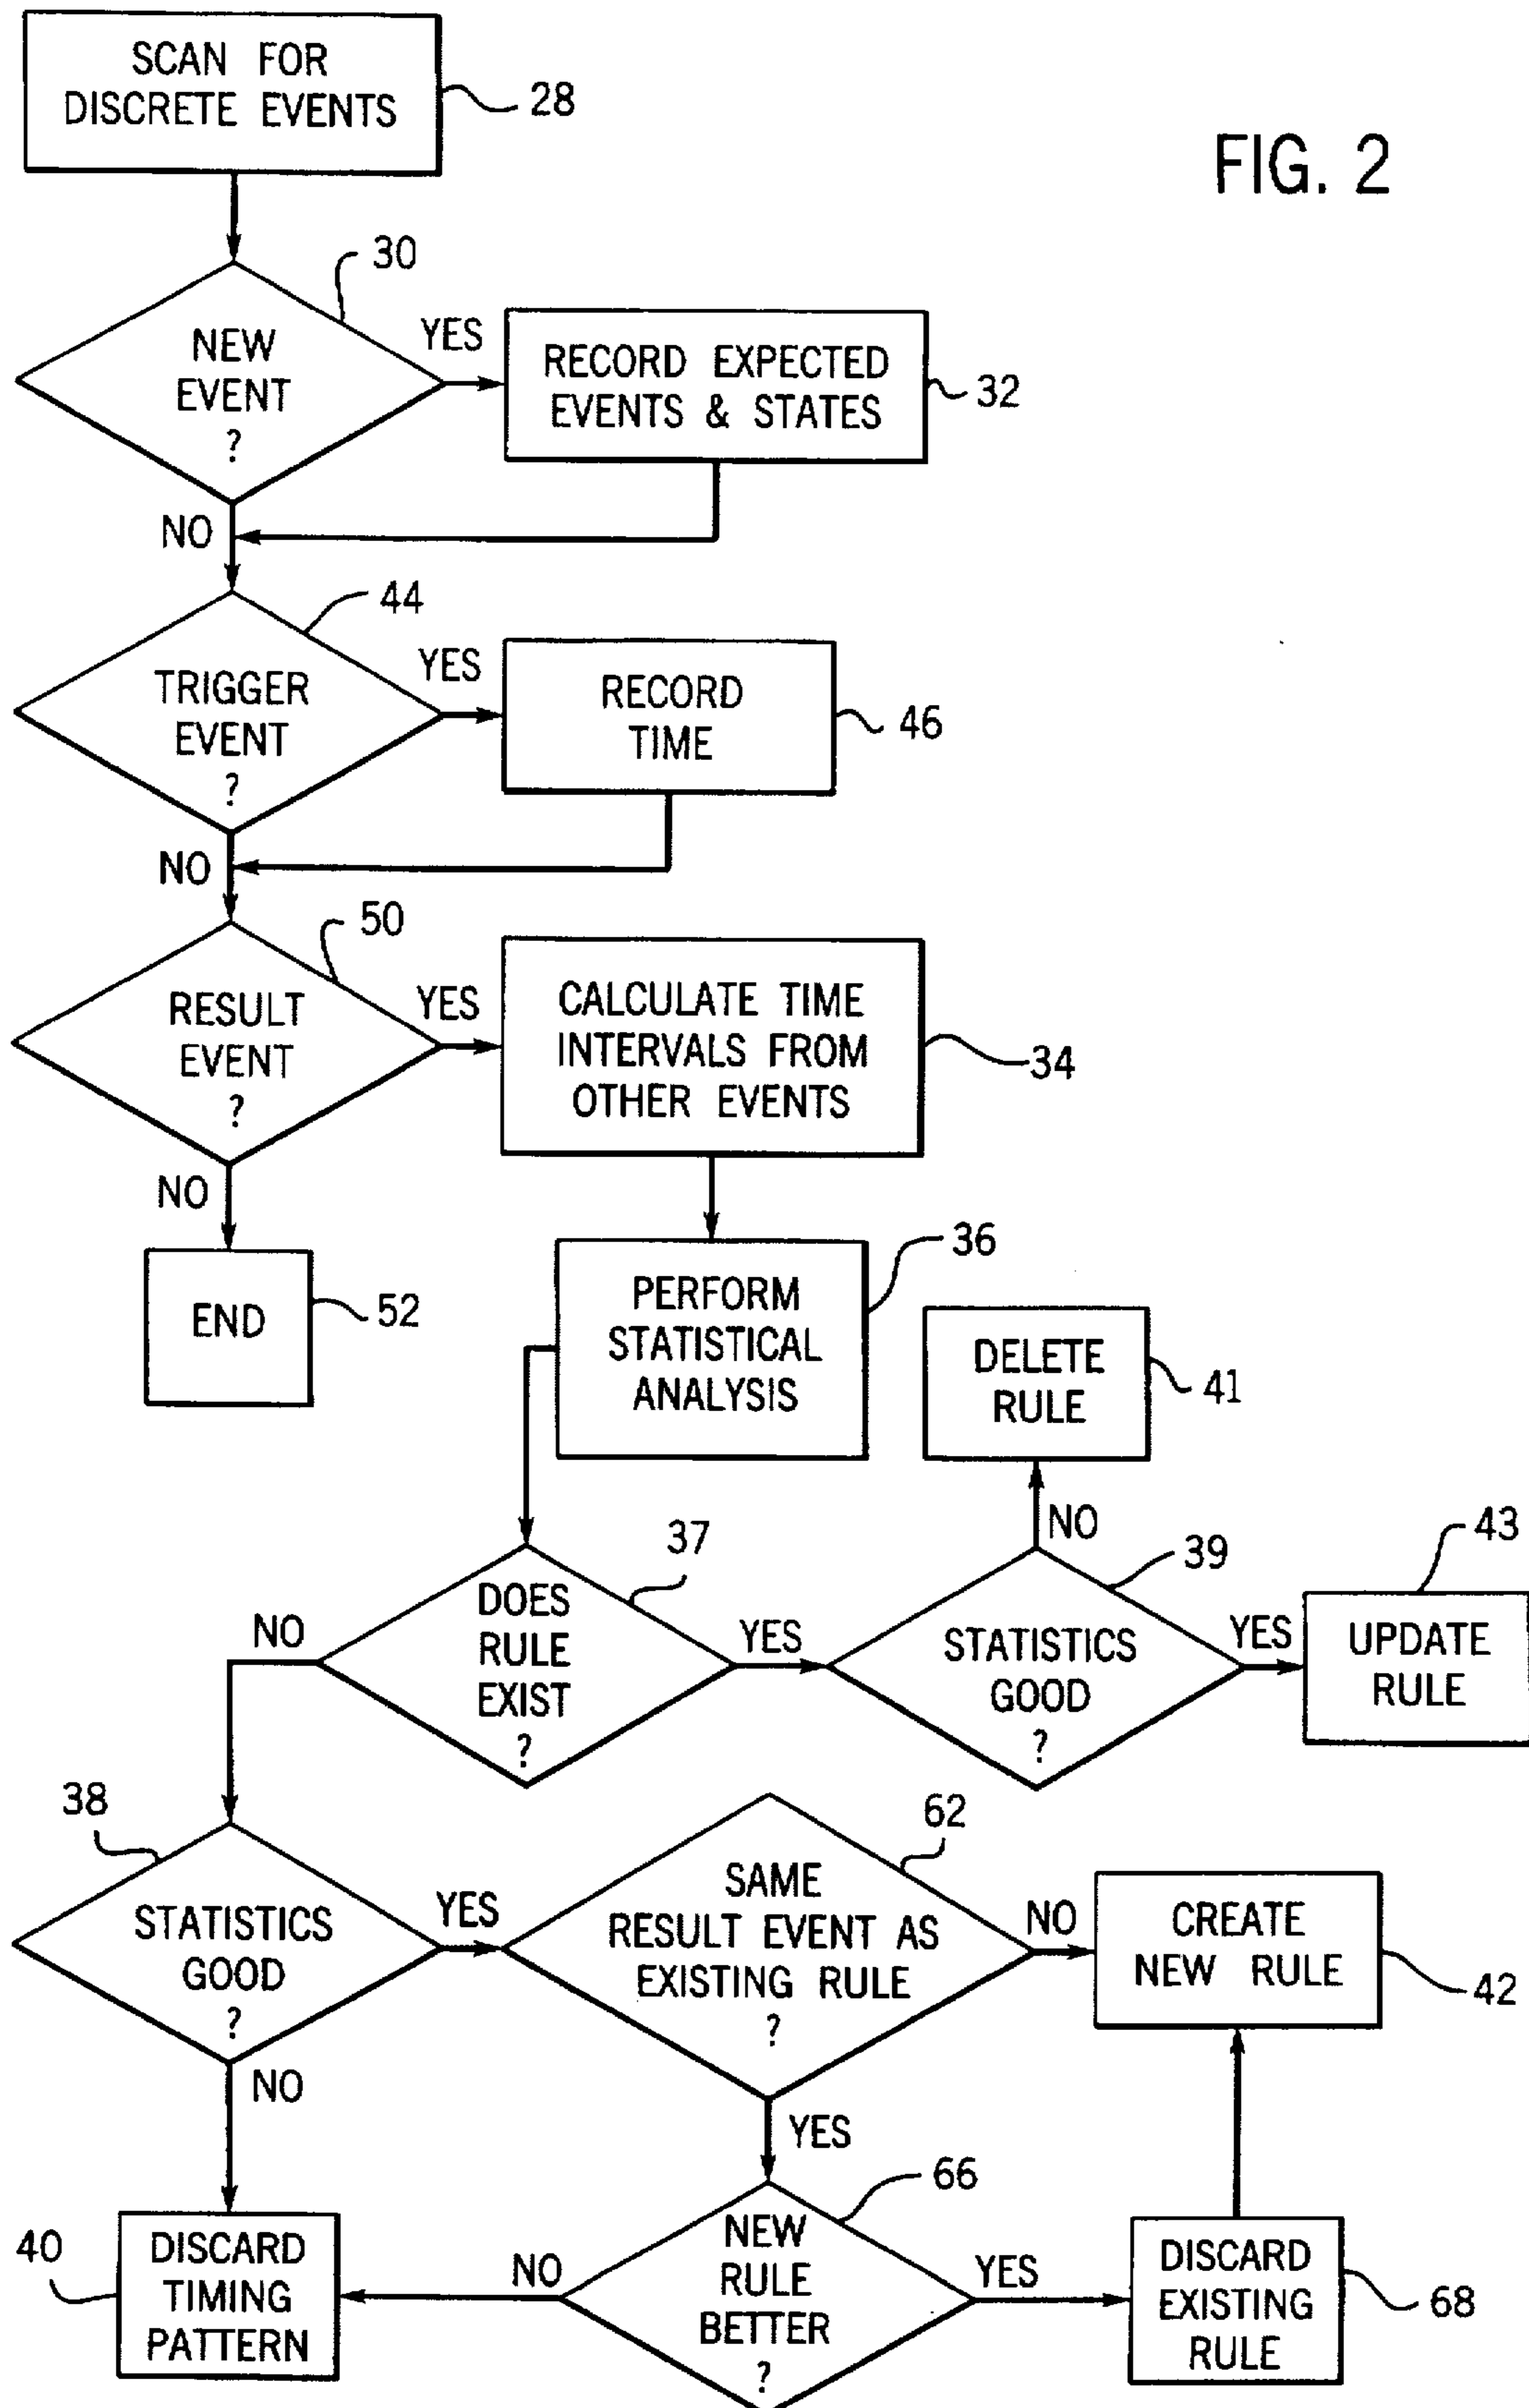 SCAN FOR
DISCRETE EVENTS
28
FIG. 2
30
NEW
EVENT
?
YES
RECORD EXPECTED
EVENTS & STATES
32
NO
44
TRIGGER
EVENT
?
YES
RECORD
TIME
46
NO
50
RESULT
EVENT
?
YES
CALCULATE TIME
INTERVALS FROM
OTHER EVENTS
34
NO
END
52
PERFORM
STATISTICAL
ANALYSIS
36
DELETE
RULE
41
NO
37
DOES
RULE
EXIST
?
NO
YES
39
STATISTICS
GOOD
?
YES
43
UPDATE
RULE
38
STATISTICS
GOOD
?
YES
62
SAME
RESULT EVENT AS
EXISTING RULE
?
NO
CREATE
NEW RULE
42
NO
YES
66
40
DISCARD
TIMING
PATTERN
NO
NEW
RULE
BETTER
?
YES
DISCARD
EXISTING
RULE
68